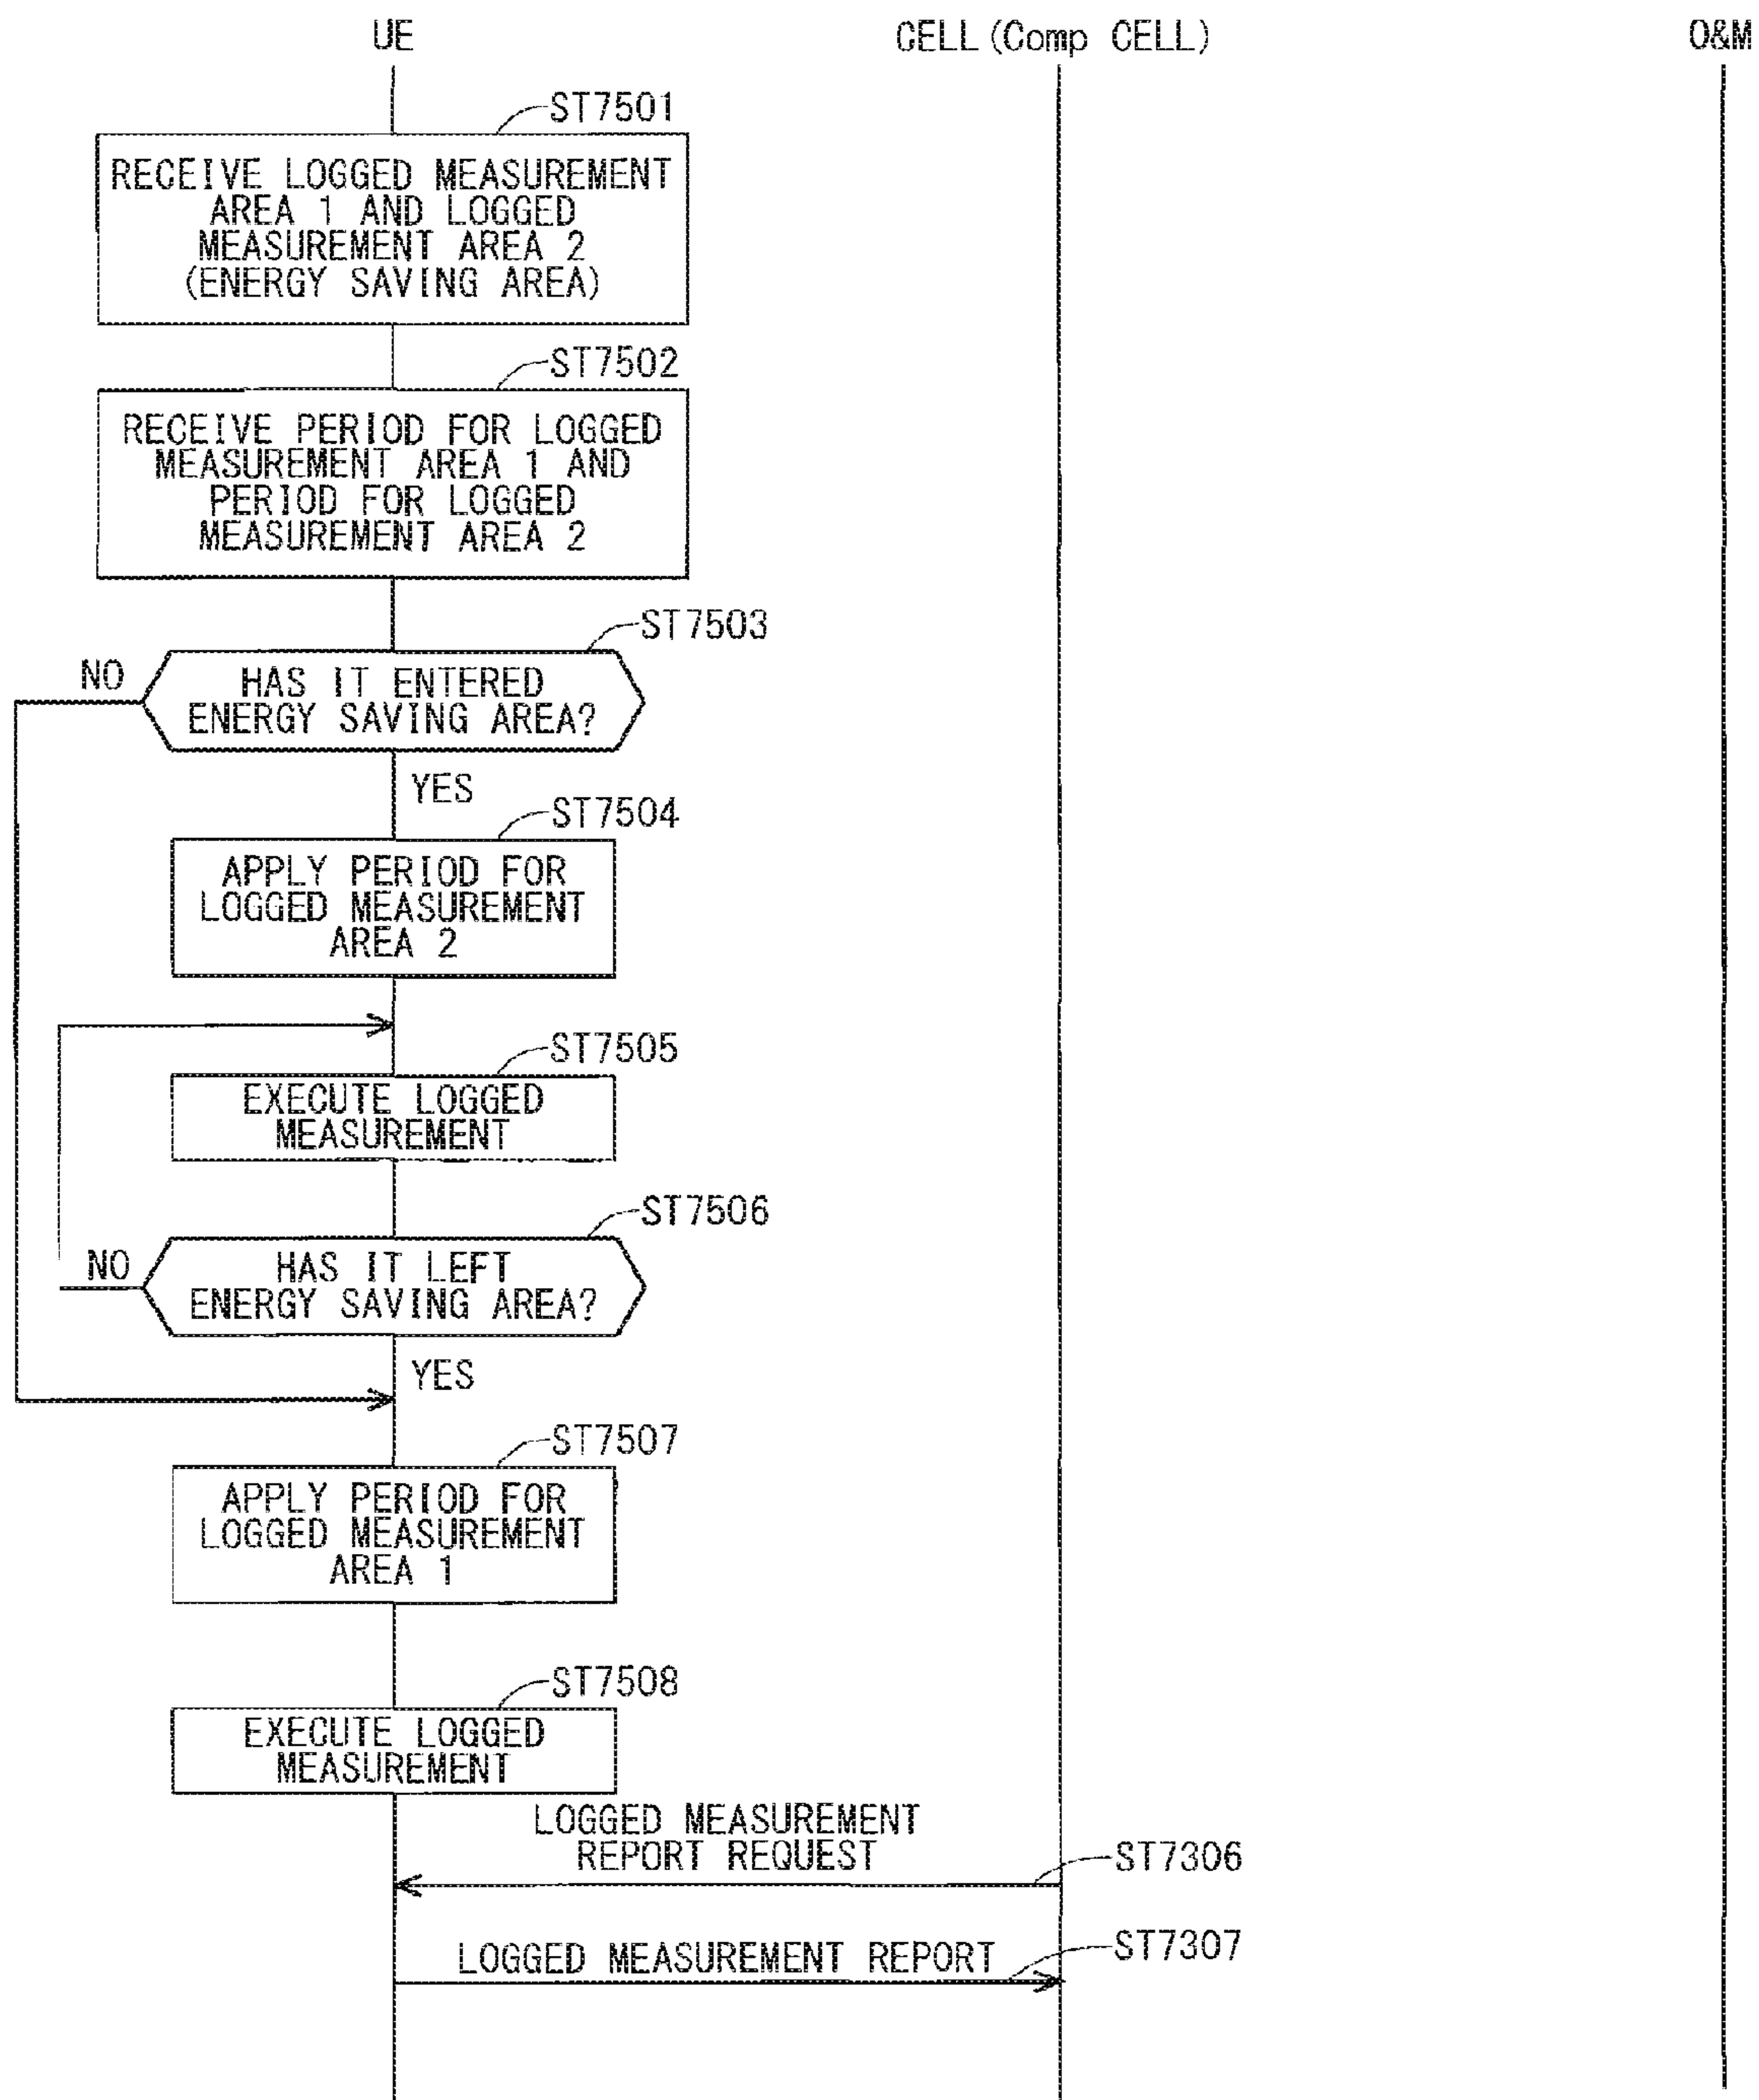 UE
CELL(Comp CELL)
O&M
ST7501
RECEIVE LOGGED MEASUREMENT
AREA 1 AND LOGGED
MEASUREMENT AREA 2
(ENERGY SAVING AREA)
ST7502
RECEIVE PERIOD FOR LOGGED
MEASUREMENT AREA 1 AND
PERIOD FOR LOGGED
MEASUREMENT AREA 2
ST7503
NO
HAS IT ENTERED
ENERGY SAVING AREA?
YES
ST7504
APPLY PERIOD FOR
LOGGED MEASUREMENT
AREA 2
ST7505
EXECUTE LOGGED
MEASUREMENT
ST7506
NO
HAS IT LEFT
ENERGY SAVING AREA?
YES
ST7507
APPLY PERIOD FOR
LOGGED MEASUREMENT
AREA 1
ST7508
EXECUTE LOGGED
MEASUREMENT
LOGGED MEASUREMENT
REPORT REQUEST
ST7306
LOGGED MEASUREMENT REPORT
ST7307